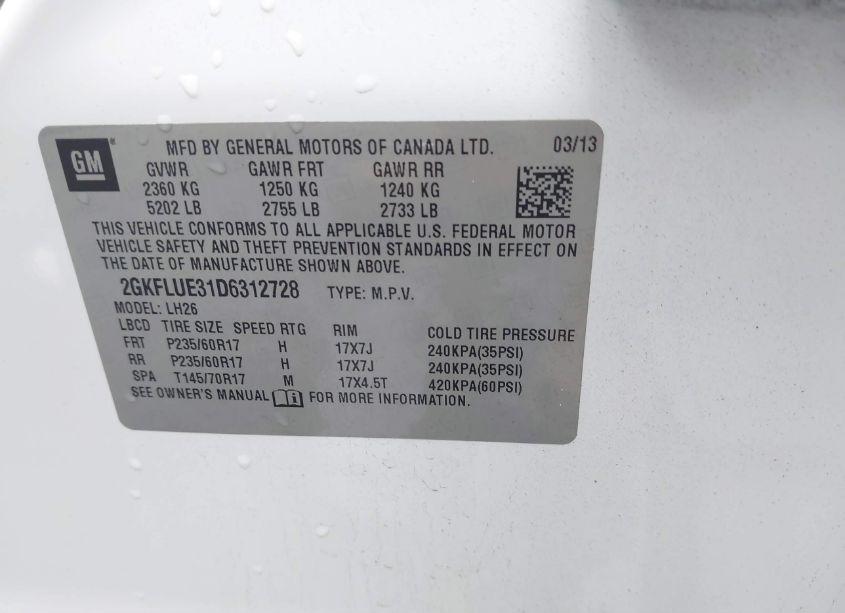 GM
MFD BY GENERAL MOTORS OF CANADA LTD. 03/13
GVWR GAWR FRT GAWR RR
2360 KG 1250 KG 1240 KG
5202 LB 2755 LB 2733 LB
THIS VEHICLE CONFORMS TO ALL APPLICABLE U.S. FEDERAL MOTOR
VEHICLE SAFETY AND THEFT PREVENTION STANDARDS IN EFFECT ON
THE DATE OF MANUFACTURE SHOWN ABOVE.
2GKFLUE31D6312728 TYPE: M.P.V.
MODEL: LH26
LBCD TIRE SIZE SPEED RTG RIM COLD TIRE PRESSURE
FRT P235/60R17 H 17X7J 240KPA(35PSI)
RR P235/60R17 H 17X7J 240KPA(35PSI)
SPA T145/70R17 M 17X4.5T 420KPA(60PSI)
SEE OWNER'S MANUAL FOR MORE INFORMATION.